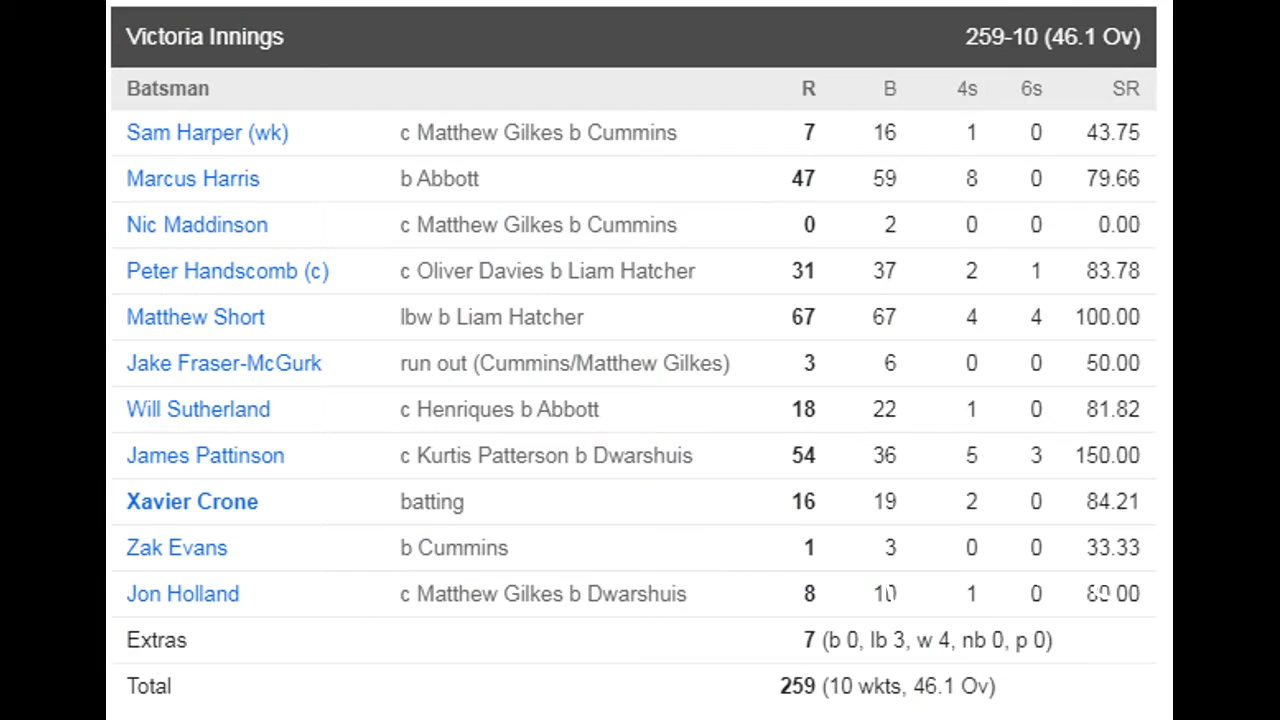 Victoria Innings 259-10 (46.1 Ov)
Batsman R B 4s 6s SR
Sam Harper (wk) c Matthew Gilkes b Cummins 7 16 1 0 43.75
Marcus Harris b Abbott 47 59 8 0 79.66
Nic Maddinson c Matthew Gilkes b Cummins 0 2 0 0 0.00
Peter Handscomb (c) c Oliver Davies b Liam Hatcher 31 37 2 1 83.78
Matthew Short lbw b Liam Hatcher 67 67 4 4 100.00
Jake Fraser-McGurk run out (Cummins/Matthew Gilkes) 3 6 0 0 50.00
Will Sutherland c Henriques b Abbott 18 22 1 0 81.82
James Pattinson c Kurtis Patterson b Dwarshuis 54 36 5 3 150.00
Xavier Crone batting 16 19 2 0 84.21
Zak Evans b Cummins 1 3 0 0 33.33
Jon Holland c Matthew Gilkes b Dwarshuis 8 10 1 0 80.00
Extras 7 (b 0, lb 3, w 4, nb 0, p 0)
Total 259 (10 wkts, 46.1 Ov)